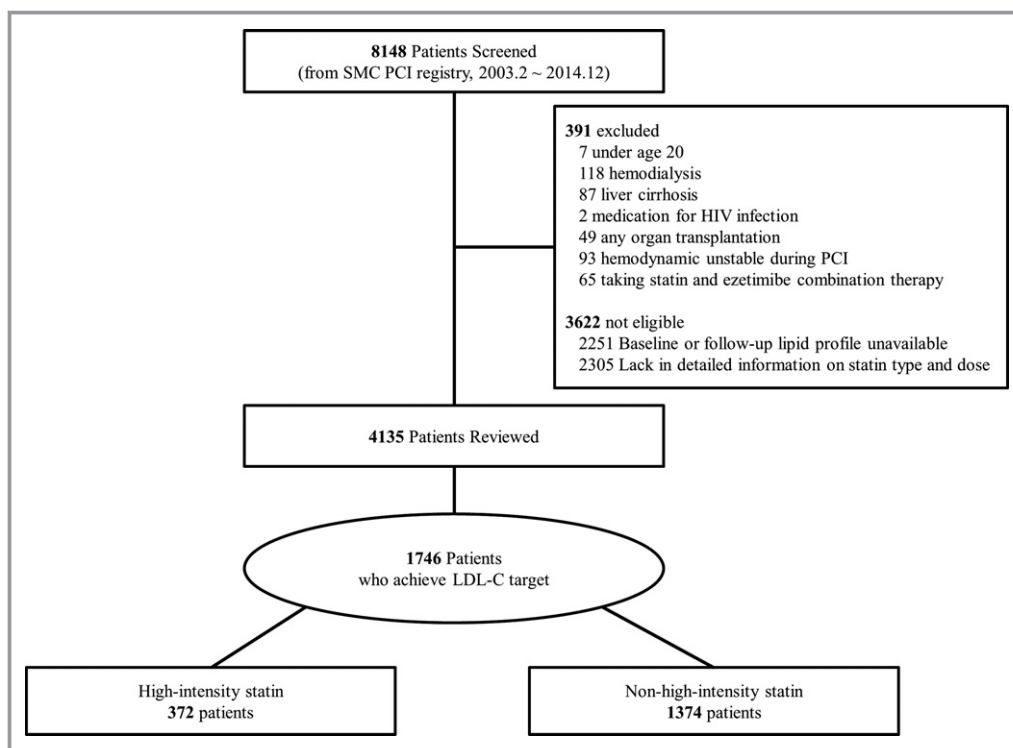 8148 Patients Screened
(from SMC PCI registry, 2003.2 ~ 2014.12)
391 excluded
7 under age 20
118 hemodialysis
87 liver cirrhosis
2 medication for HIV infection
49 any organ transplantation
93 hemodynamic unstable during PCI
65 taking statin and ezetimibe combination therapy
3622 not eligible
2251 Baseline or follow-up lipid profile unavailable
2305 Lack in detailed information on statin type and dose
4135 Patients Reviewed
1746 Patients
who achieve LDL-C target
High-intensity statin
372 patients
Non-high-intensity statin
1374 patients